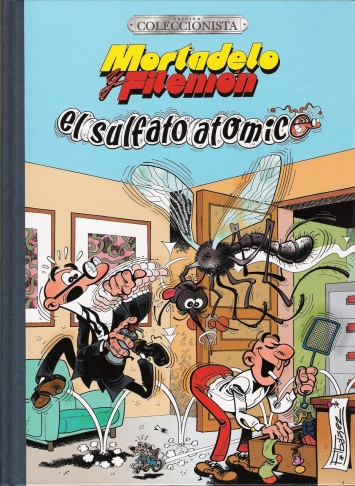 EDICIÓN
COLECCIONISTA
Mortadelo
y Filemón
el sulfato atómico
Ibáñez